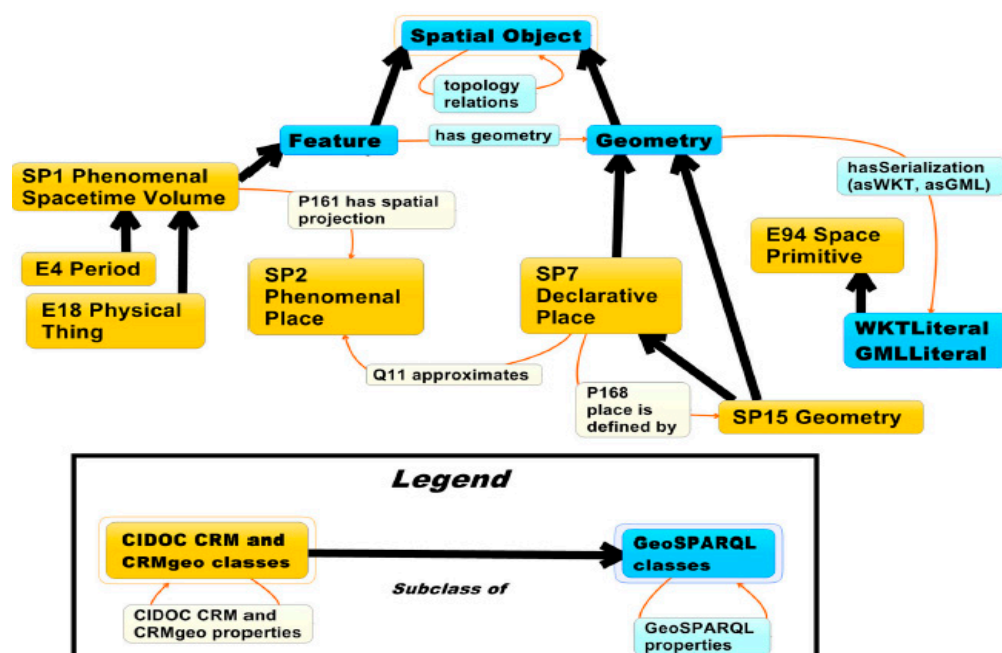 Spatial Object
topology
relations
Feature
has geometry
Geometry
SP1 Phenomenal
Spacetime Volume
P161 has spatial
projection
hasSerialization
(asWKT, asGML)
E4 Period
E18 Physical
Thing
SP2
Phenomenal
Place
SP7
Declarative
Place
E94 Space
Primitive
WKTLiteral
GMLLiteral
Q11 approximates
P168
place is
defined by
SP15 Geometry
Legend
CIDOC CRM and
CRMgeo classes
Subclass of
GeoSPARQL
classes
CIDOC CRM and
CRMgeo properties
GeoSPARQL
properties